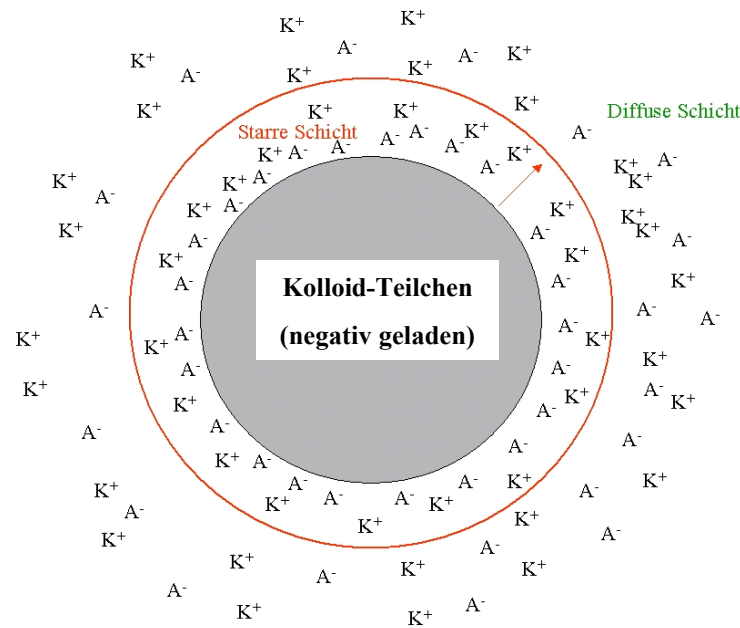 K⁺
K⁺
A⁻
A⁻ K⁺
K⁺
A⁻ K⁺ K⁺
K⁺ K⁺ K⁺ K⁺ Diffuse Schicht
Starre Schicht A⁻ A⁻ K⁺ A⁻
K⁺ A⁻ A⁻ A⁻ K⁺
A⁻ K⁺ A⁻
K⁺ K⁺ A⁻ K⁺
A⁻
K⁺ A⁻ K⁺ K⁺
K⁺ A⁻ K⁺
A⁻ A⁻
K⁺ K⁺
A⁻ A⁻ K⁺
Kolloid-Teilchen
A⁻ A⁻ A⁻
A⁻
K⁺ A⁻ (negativ geladen) K⁺
K⁺ K⁺
A⁻ A⁻
K⁺ A⁻
K⁺ K⁺ K⁺
A⁻
A⁻ A⁻ A⁻
A⁻
K⁺ A⁻
A⁻ A⁻ K⁺ K⁺
K⁺ A⁻
A⁻ A⁻
K⁺ K⁺
A⁻ K⁺
K⁺ A⁻
K⁺ A⁻
K⁺
K⁺ K⁺
A⁻
A⁻
A⁻
K⁺ K⁺